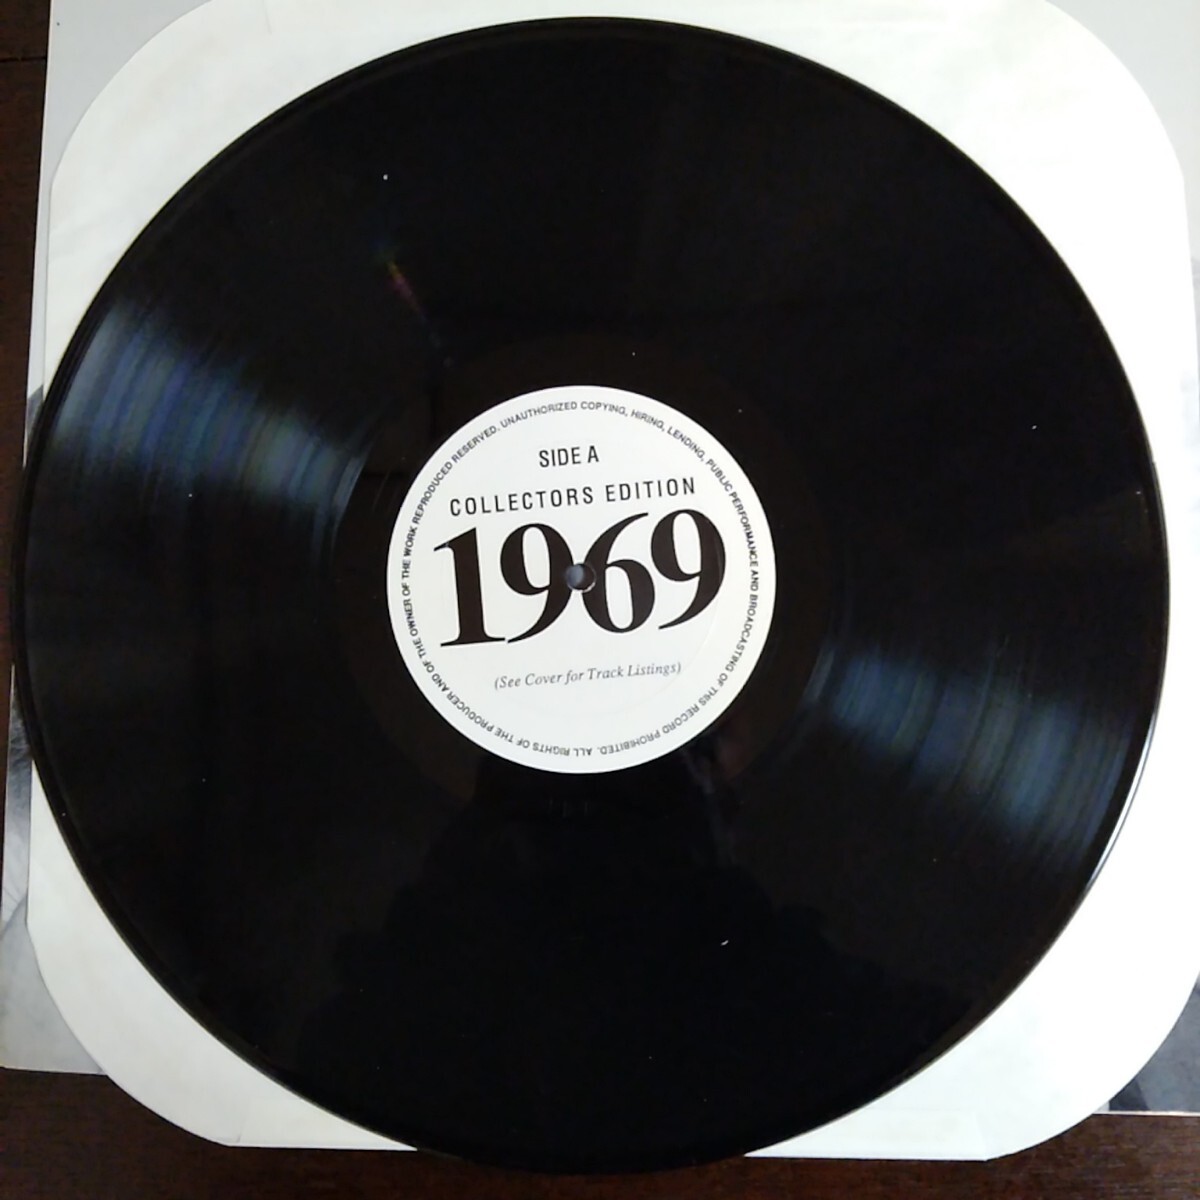 SIDE A
COLLECTORS EDITION
1969
(See Cover for Track Listings)
ALL RIGHTS OF THE PRODUCER AND OF THE OWNER OF THE WORK REPRODUCED RESERVED. UNAUTHORIZED COPYING, HIRING, LENDING, PUBLIC PERFORMANCE AND BROADCASTING OF THIS RECORD PROHIBITED.